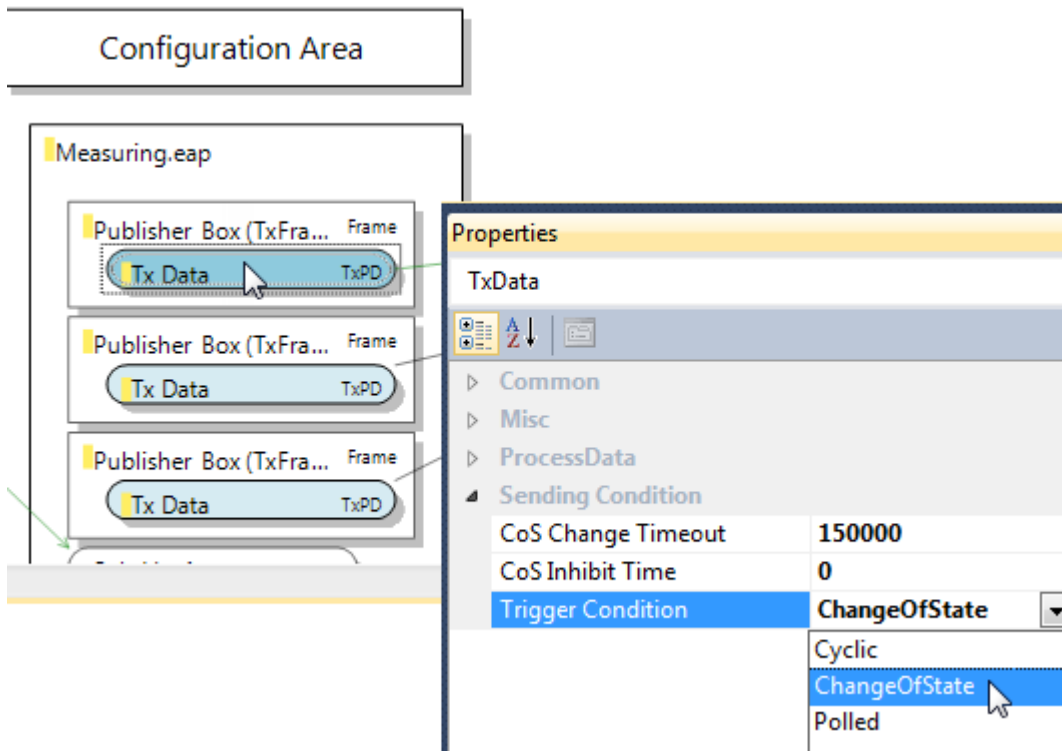 Configuration Area
Measuring.eap
Publisher Box (TxFra... Frame
Tx Data TxPD
Publisher Box (TxFra... Frame
Tx Data TxPD
Publisher Box (TxFra... Frame
Tx Data TxPD
Properties
TxData
A
Z
Common
Misc
ProcessData
Sending Condition
CoS Change Timeout 150000
CoS Inhibit Time 0
Trigger Condition ChangeOfState
Cyclic
ChangeOfState
Polled